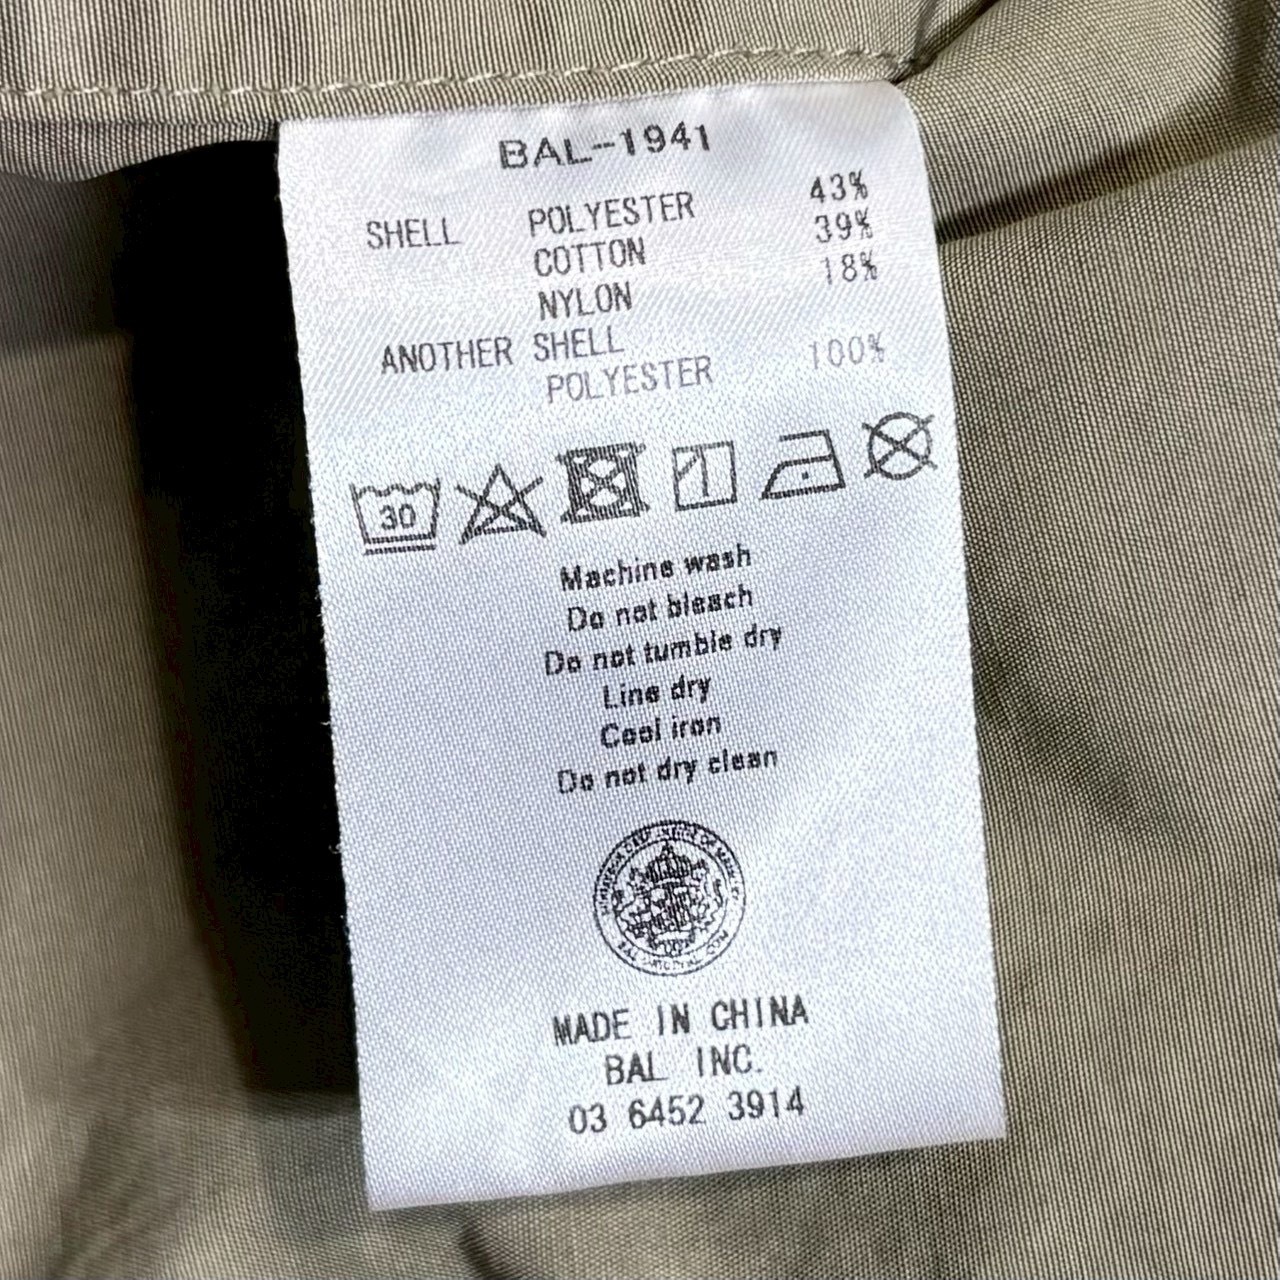 BAL-1941
SHELL POLYESTER 43%
COTTON 39%
NYLON 18%
ANOTHER SHELL
POLYESTER 100%
30
Machine wash
Do not bleach
Do not tumble dry
Line dry
Cool iron
Do not dry clean
MADE IN CHINA
BAL INC.
03 6452 3914